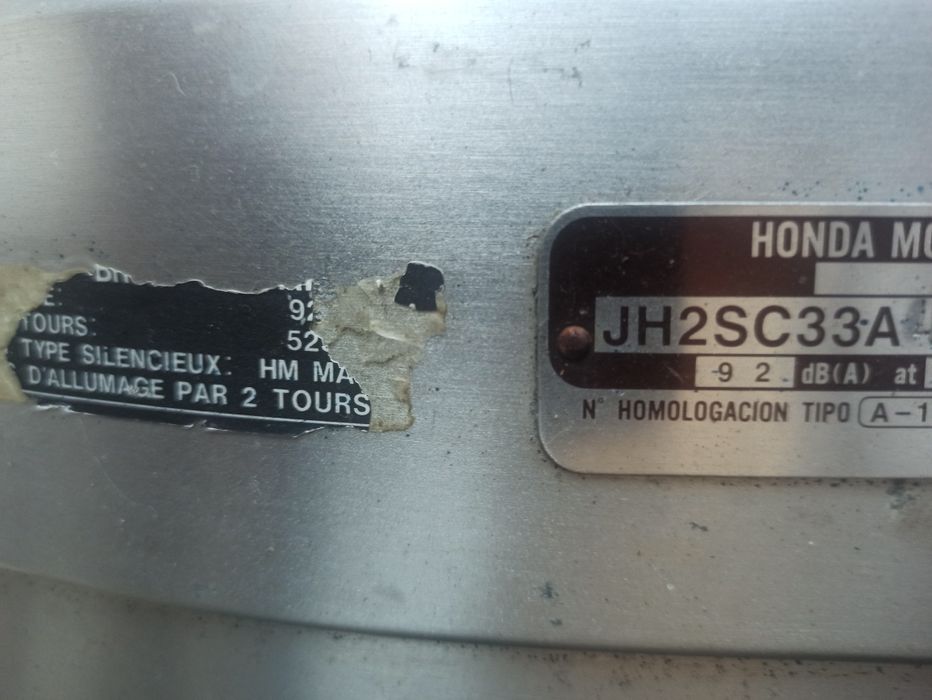 92
TOURS: 52
TYPE SILENCIEUX: HM MA
D'ALLUMAGE PAR 2 TOURS
HONDA MO
JH2SC33A
92 dB(A) at
N° HOMOLOGACION TIPO A-1